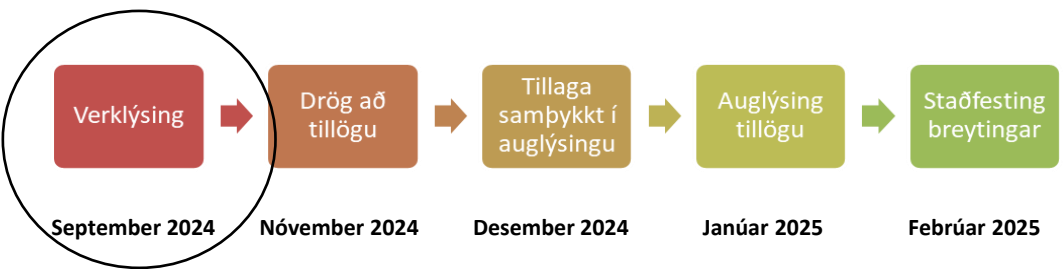 Verklýsing
Drög að
tillögu
Tillaga
samþykkt í
auglýsingu
Auglýsing
tillögu
Staðfesting
breytingar
September 2024
Nóvember 2024
Desember 2024
Janúar 2025
Febrúar 2025